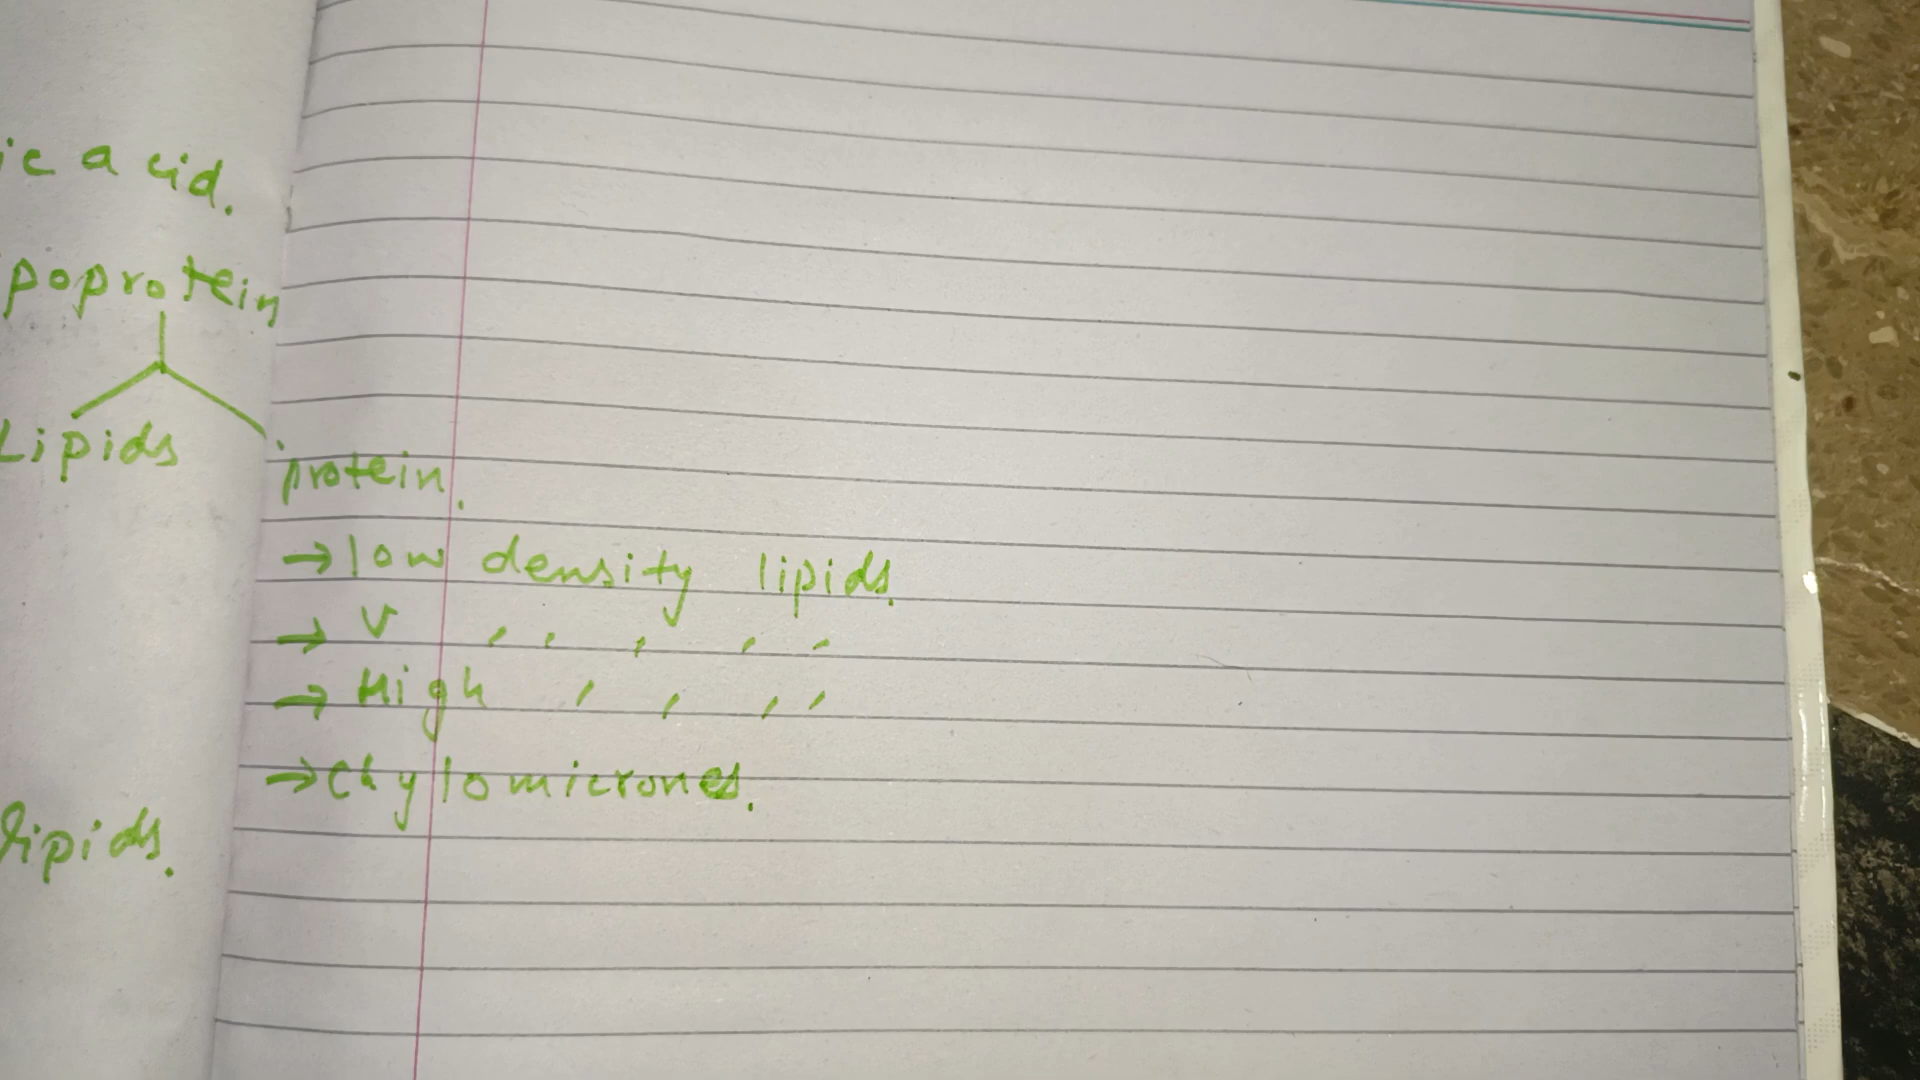 ic acid.
poprotein
Lipids protein.
→ low density lipids.
→ V , , , , ,
→ High , , , ,
→ Chylomicrones.
lipids.